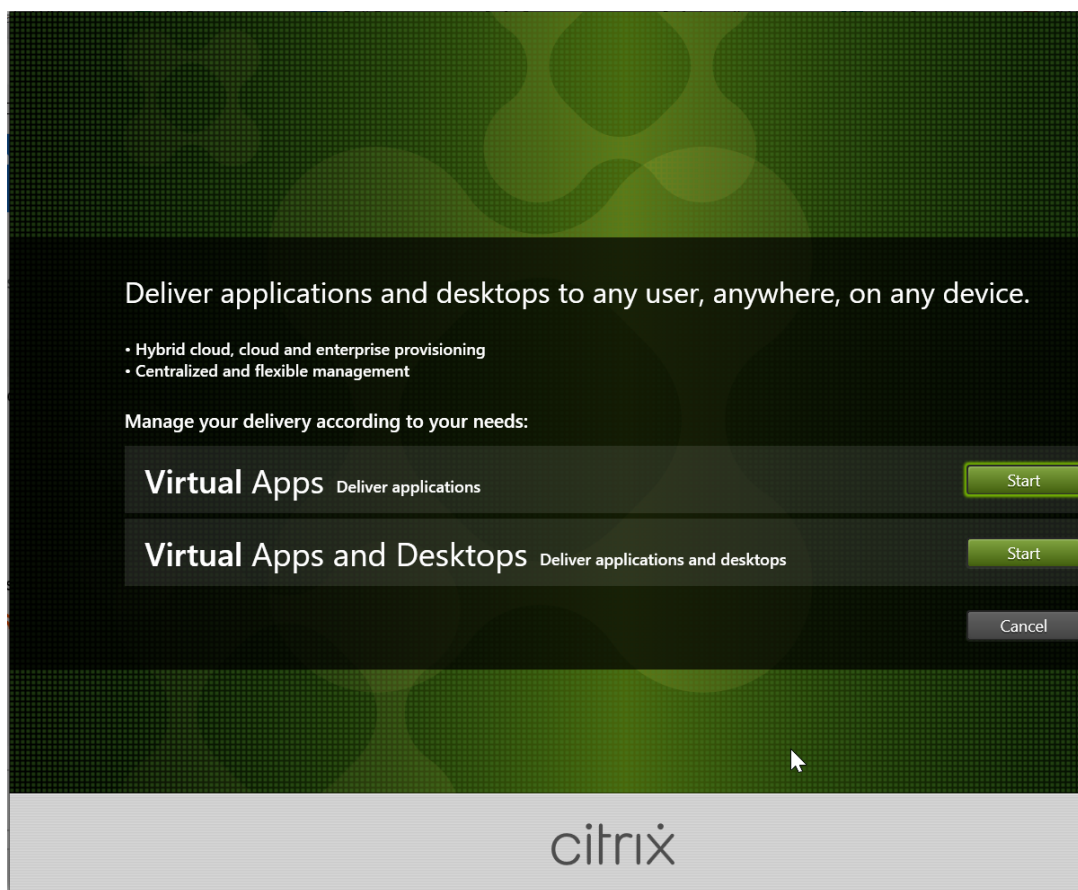 Deliver applications and desktops to any user, anywhere, on any device.
• Hybrid cloud, cloud and enterprise provisioning
• Centralized and flexible management
Manage your delivery according to your needs:
Virtual Apps Deliver applications Start
Virtual Apps and Desktops Deliver applications and desktops Start
Cancel
citrix